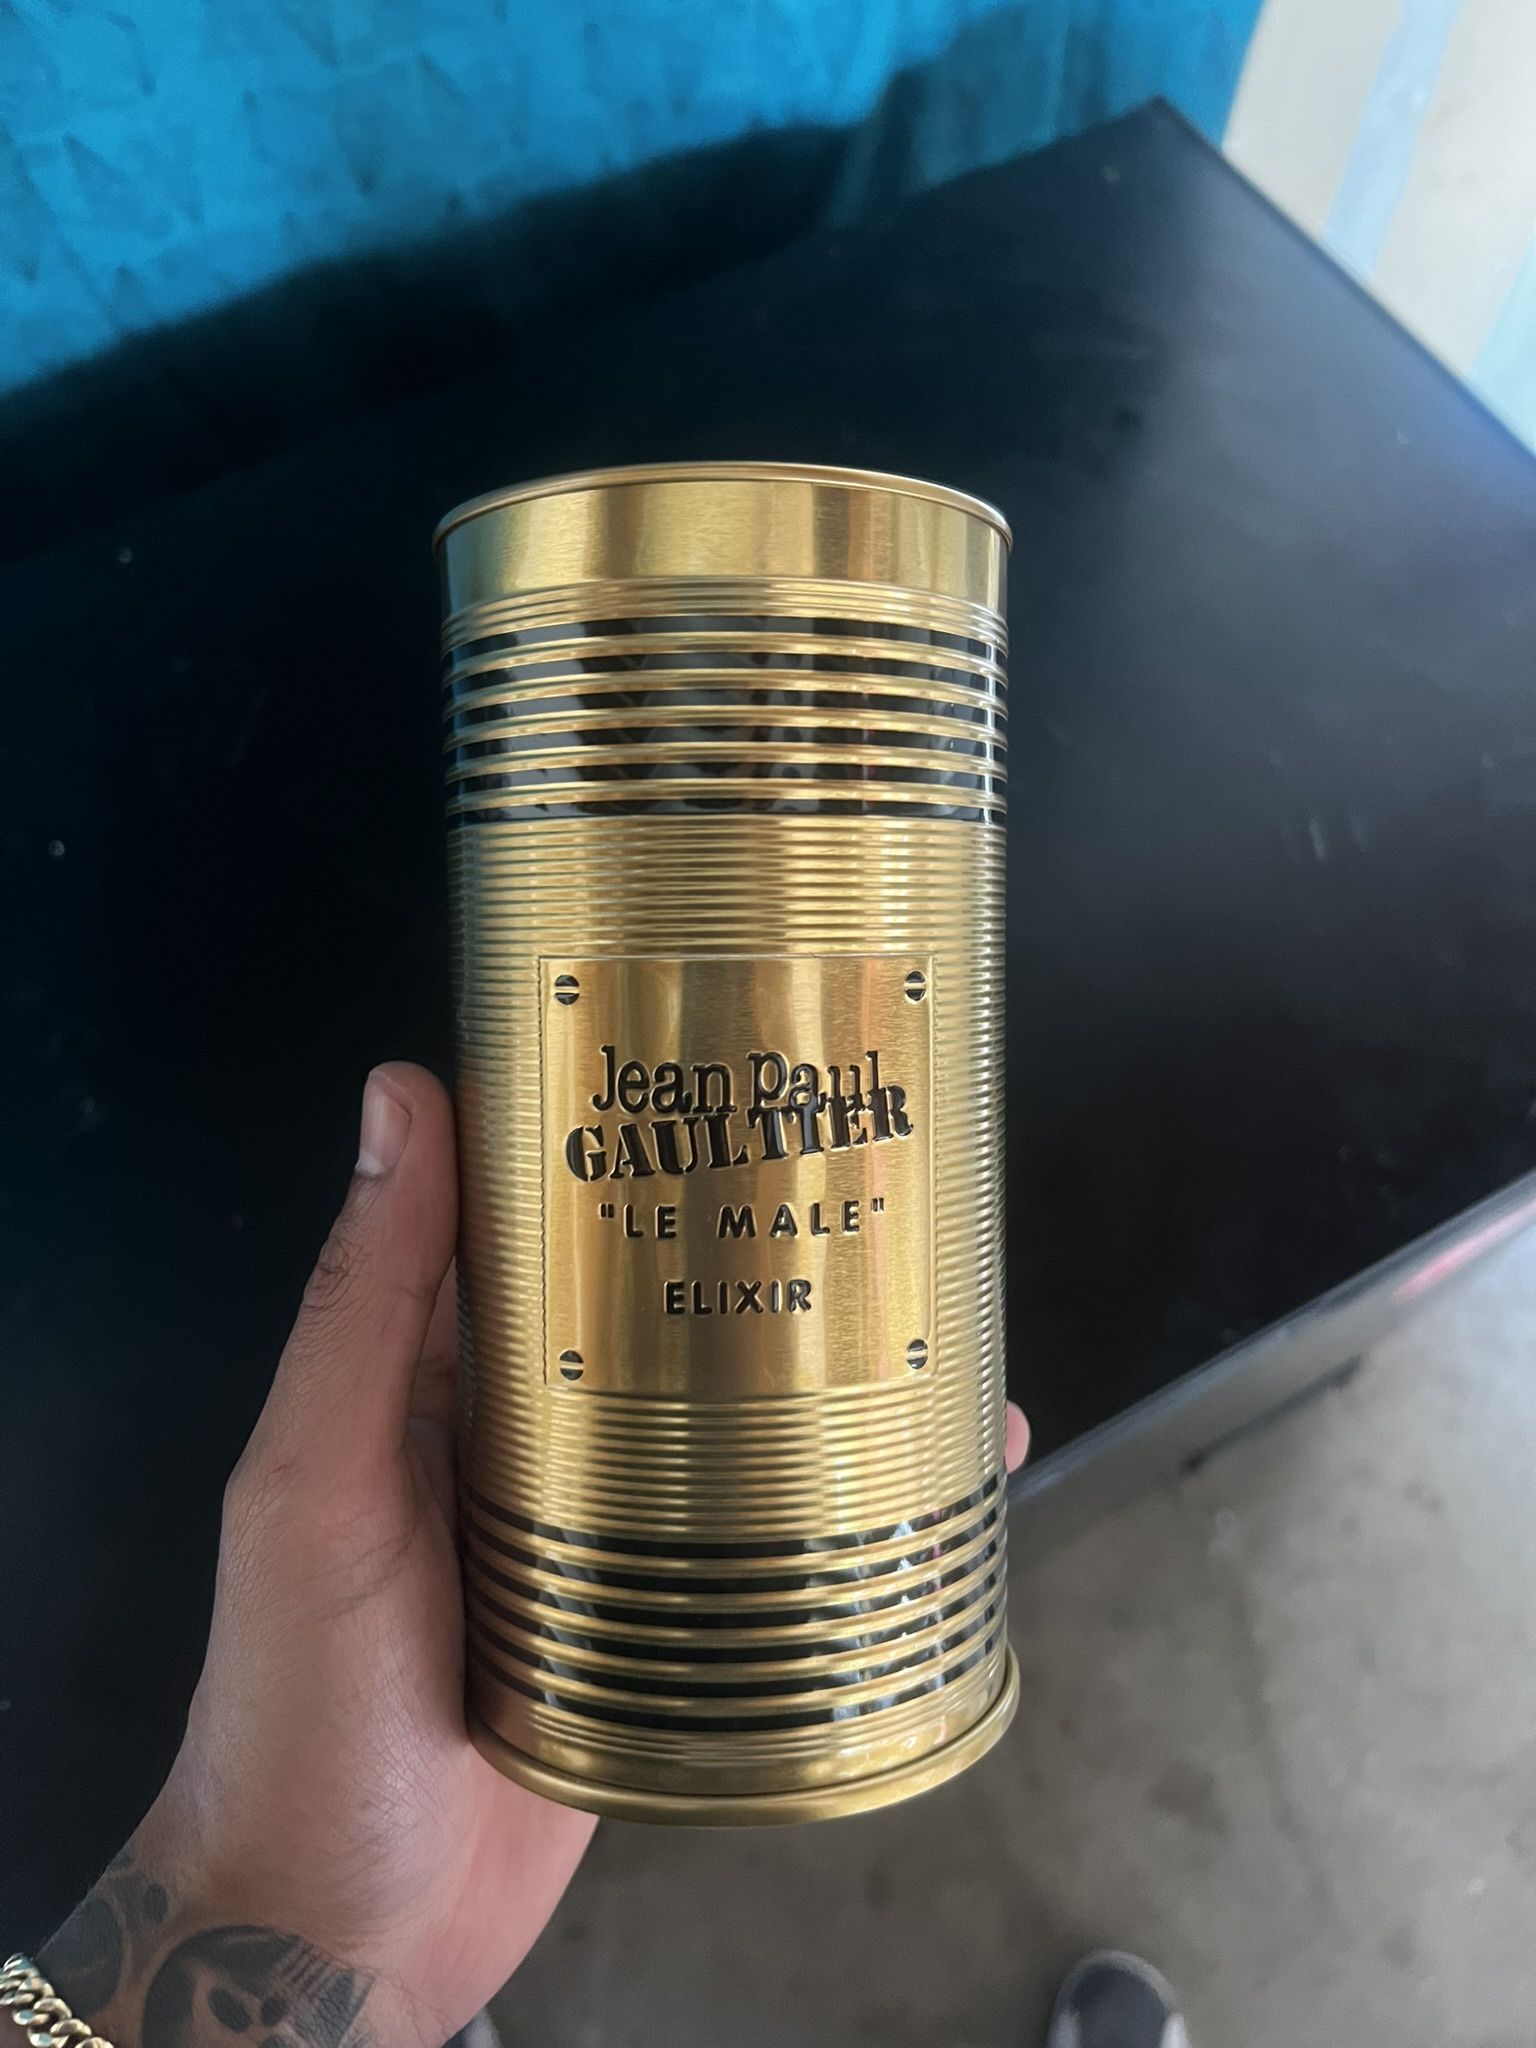 Jean Paul
GAULTIER
"LE MALE"
ELIXIR